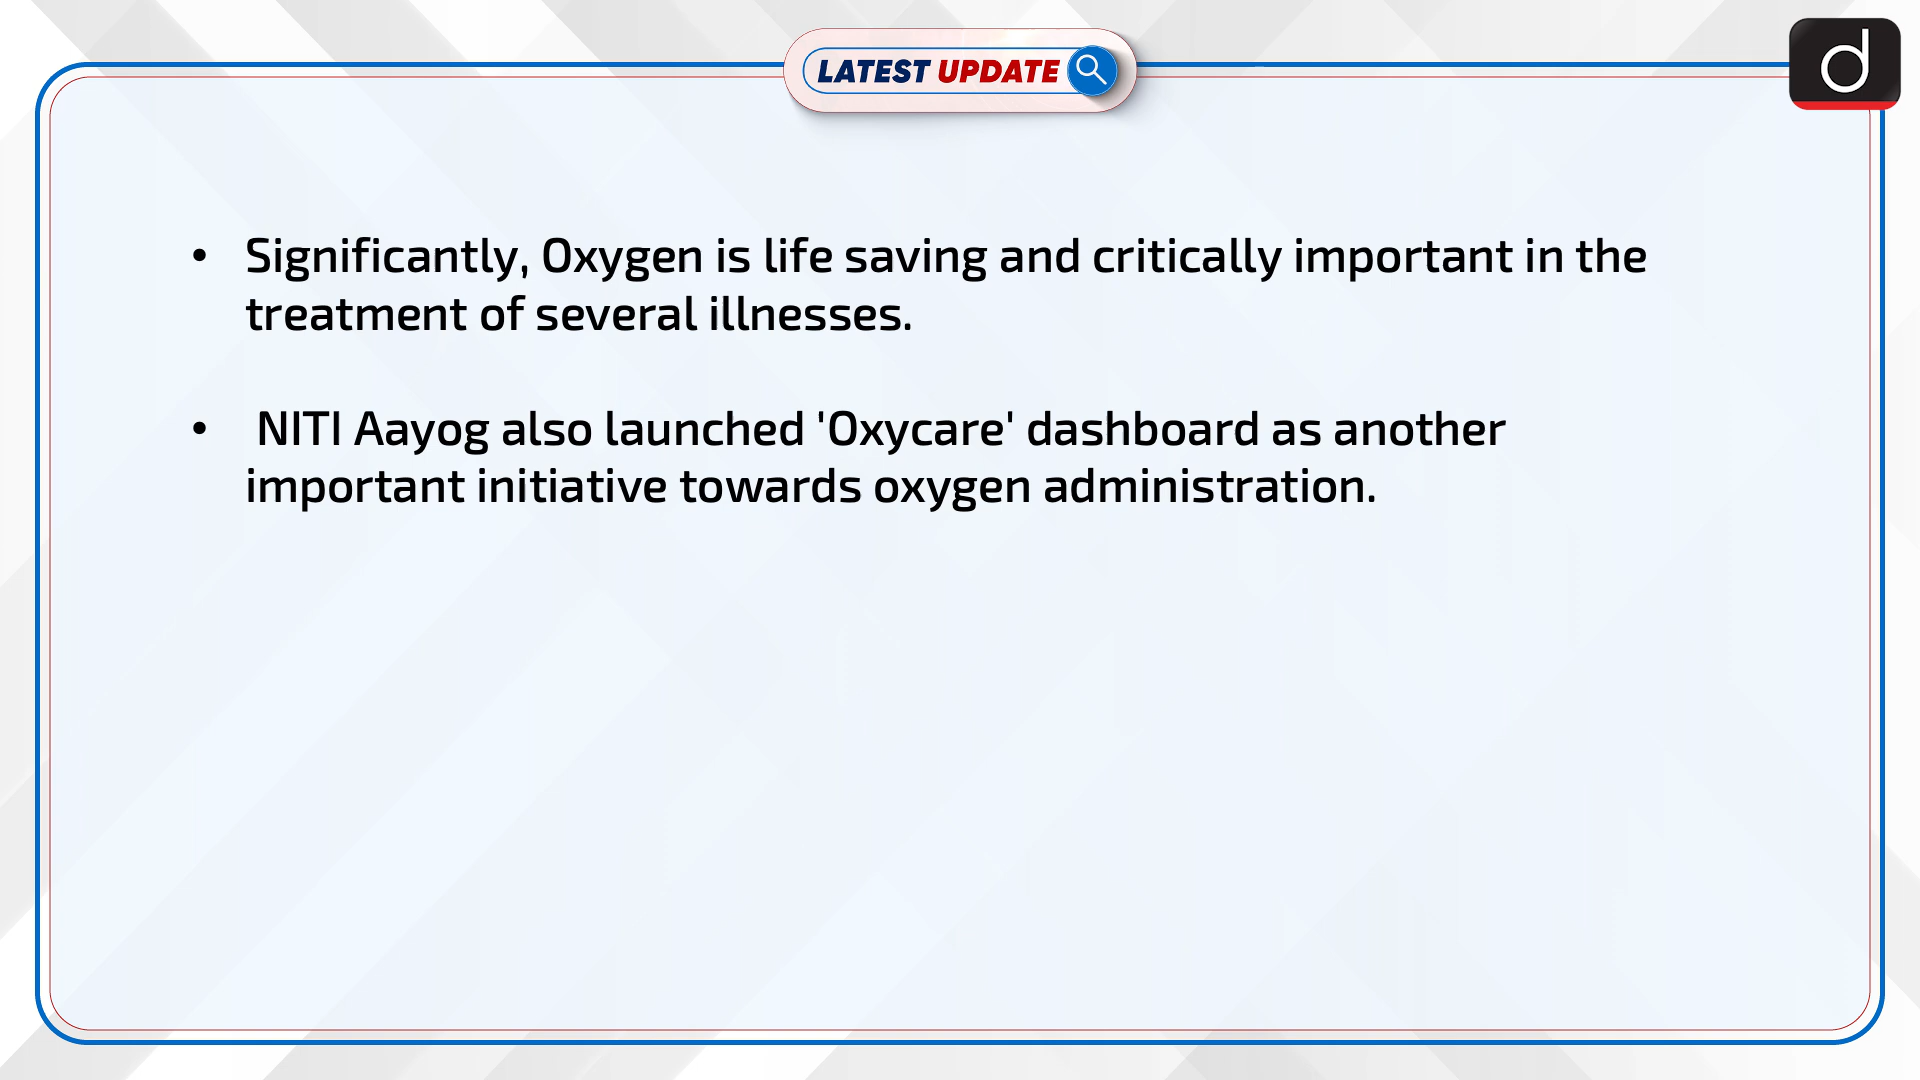 LATEST UPDATE
d
• Significantly, Oxygen is life saving and critically important in the
treatment of several illnesses.
• NITI Aayog also launched 'Oxycare' dashboard as another
important initiative towards oxygen administration.